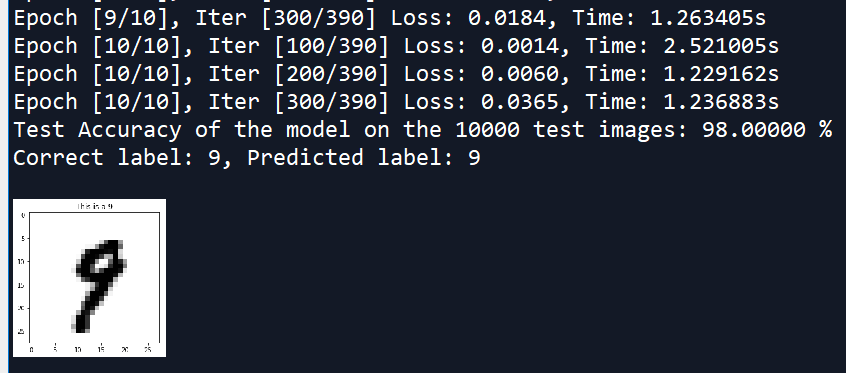 Epoch [9/10], Iter [300/390] Loss: 0.0184, Time: 1.263405s
Epoch [10/10], Iter [100/390] Loss: 0.0014, Time: 2.521005s
Epoch [10/10], Iter [200/390] Loss: 0.0060, Time: 1.229162s
Epoch [10/10], Iter [300/390] Loss: 0.0365, Time: 1.236883s
Test Accuracy of the model on the 10000 test images: 98.00000 %
Correct label: 9, Predicted label: 9
This is a 9
0
5
10
15
20
25
9
0 5 10 15 20 25